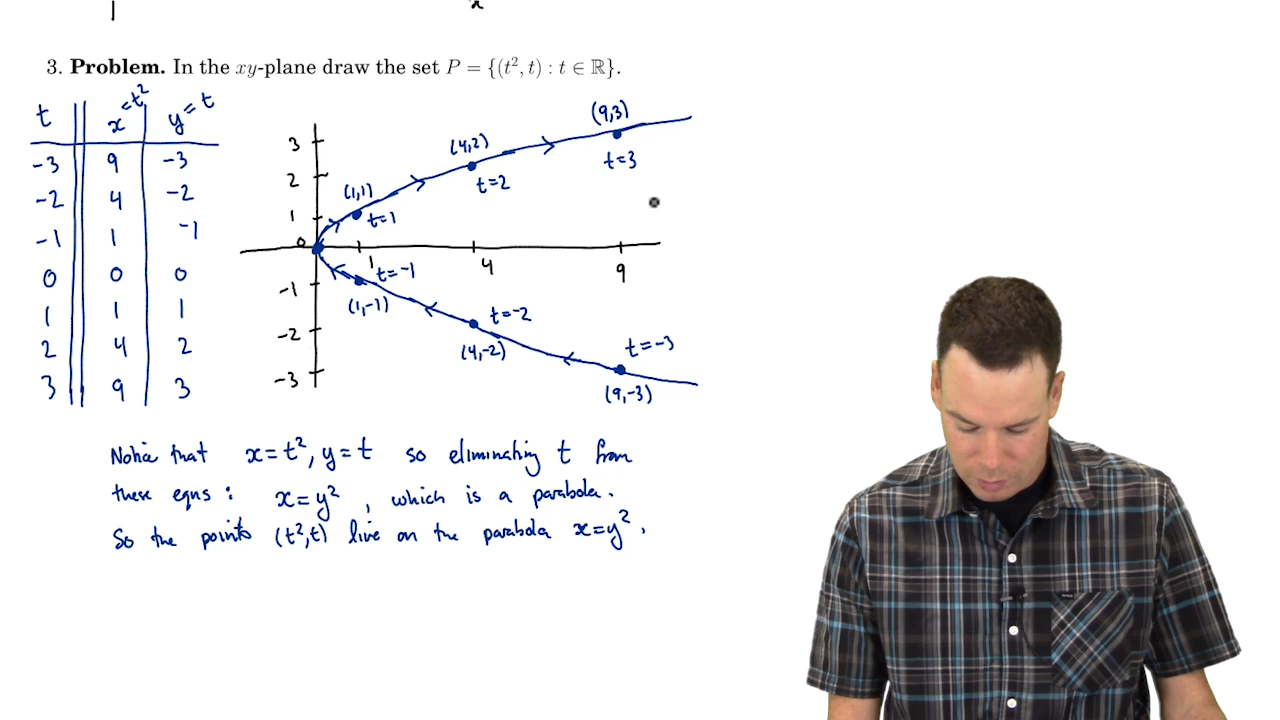 x
3. Problem. In the xy-plane draw the set P = {(t², t) : t ∈ ℝ}.
t x = t² y = t
-3 9 -3
-2 4 -2
-1 1 -1
0 0 0
1 1 1
2 4 2
3 9 3
(9,3)
3 (4,2)
t=3
2 (1,1) t=2
1 t=1
0
1 4 9
t=-1
-1 (1,-1)
t=-2
-2 (4,-2) t=-3
-3 (9,-3)
Notice that x=t², y=t so eliminating t from
these eqns : x=y² , which is a parabola.
So the points (t²,t) live on the parabola x=y².